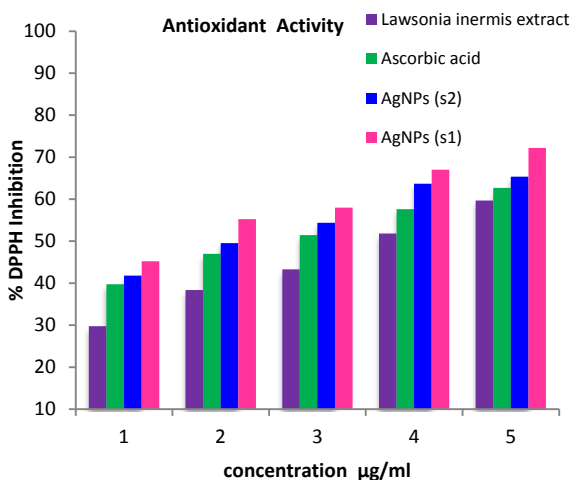 Antioxidant Activity
Lawsonia inermis extract
Ascorbic acid
AgNPs (s2)
AgNPs (s1)
% DPPH Inhibition
100
90
80
70
60
50
40
30
20
10
1 2 3 4 5
concentration µg/ml